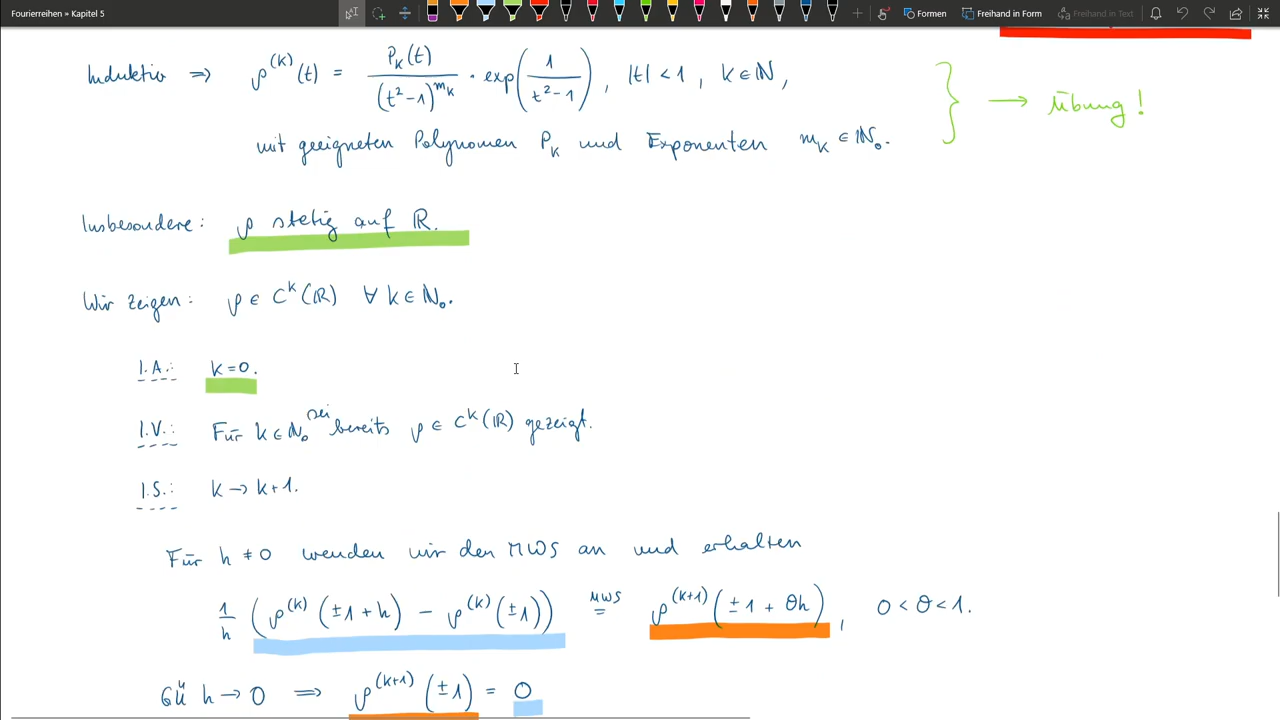 Fourierreihen » Kapitel 5
Formen
Freihand in Form
Freihand in Text
Induktiv ⇒ φ^(k)(t) = P_k(t) / (t² − 1)^{m_k} · exp(1 / (t² − 1)), |t| < 1, k ∈ ℕ,
→ Übung!
mit geeigneten Polynomen P_k und Exponenten m_k ∈ ℕ₀.
Insbesondere: φ stetig auf ℝ.
Wir zeigen: φ ∈ C^k(ℝ) ∀ k ∈ ℕ₀.
I.A.: k = 0.
I.V.: Für k ∈ ℕ₀ sei bereits φ ∈ C^k(ℝ) gezeigt.
I.S.: k → k+1.
Für h ≠ 0 wenden wir den MWS an und erhalten
1/h (φ^(k)(±1 + h) − φ^(k)(±1)) =^{MWS} φ^(k+1)(±1 + θh), 0 < θ < 1.
GÜ h → 0 ⇒ φ^(k+1)(±1) = 0